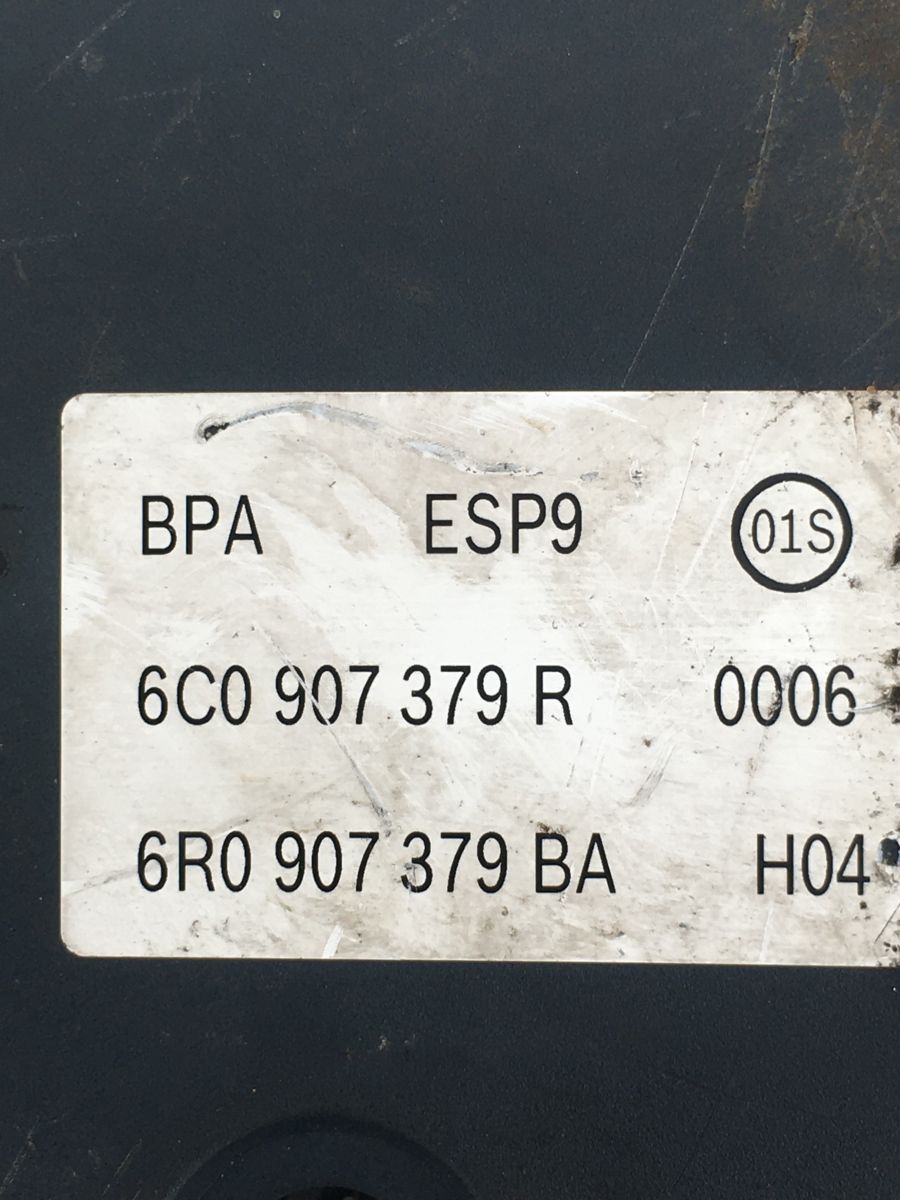 BPA ESP9 01S
6C0 907 379 R 0006
6R0 907 379 BA H04